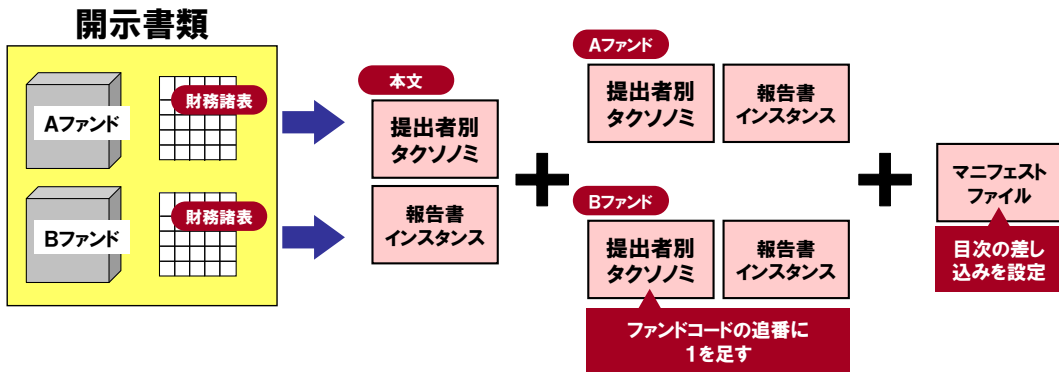 開示書類
Aファンド
財務諸表
Bファンド
財務諸表
本文
提出者別
タクソノミ
報告書
インスタンス
Aファンド
提出者別
タクソノミ
報告書
インスタンス
Bファンド
提出者別
タクソノミ
報告書
インスタンス
ファンドコードの追番に
1を足す
マニフェスト
ファイル
目次の差し
込みを設定